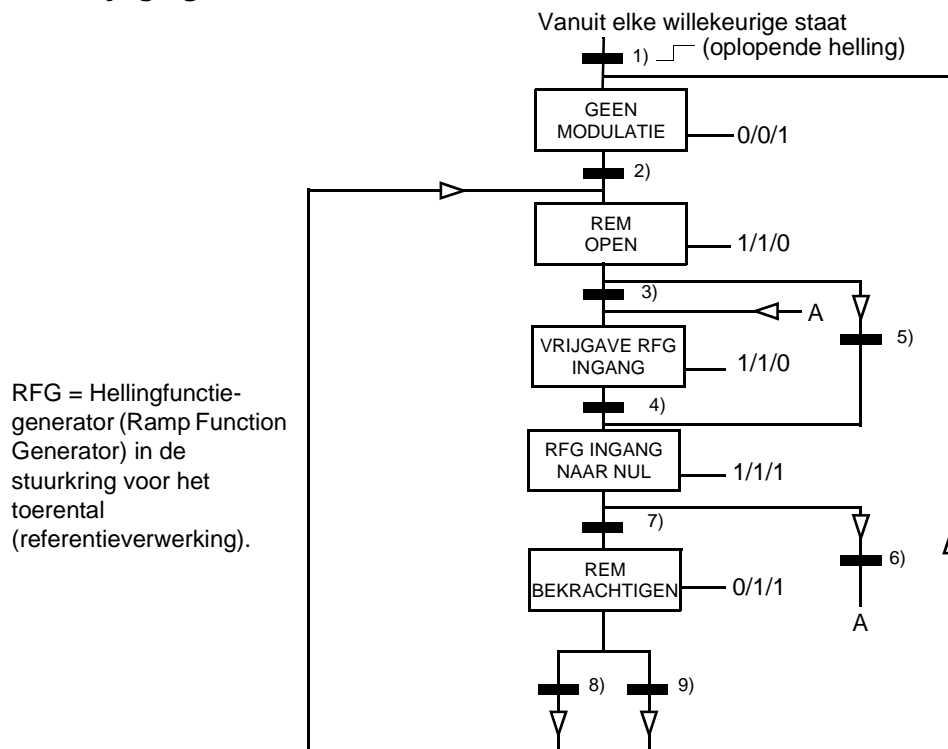 Vanuit elke willekeurige staat
1) (oplopende helling)
GEEN
MODULATIE
0/0/1
2)
REM
OPEN
1/1/0
3)
A
5)
VRIJGAVE RFG
INGANG
1/1/0
4)
RFG INGANG
NAAR NUL
1/1/1
RFG = Hellingfunctie-
generator (Ramp Function
Generator) in de
stuurkring voor het
toerental
(referentieverwerking).
7)
6)
REM
BEKRACHTIGEN
0/1/1
A
8)
9)